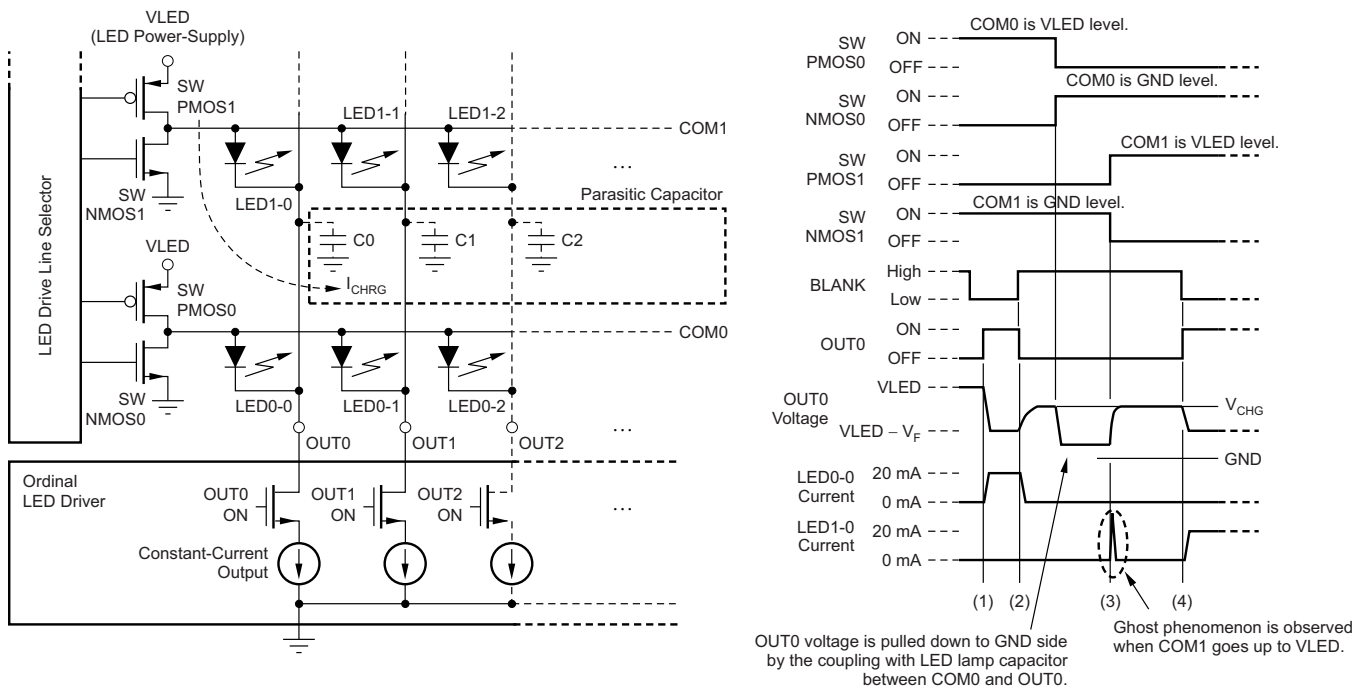 VLED
(LED Power-Supply)
SW
PMOS1
LED1-1
LED1-2
COM1
...
SW
NMOS1
LED1-0
Parasitic Capacitor
VLED
C0
C1
C2
SW
PMOS0
I_CHRG
COM0
LED Drive Line Selector
SW
NMOS0
LED0-0
LED0-1
LED0-2
OUT0
OUT1
OUT2
...
Ordinal
LED Driver
OUT0
ON
OUT1
ON
OUT2
ON
...
Constant-Current
Output
SW
PMOS0
ON
OFF
COM0 is VLED level.
SW
NMOS0
ON
OFF
COM0 is GND level.
SW
PMOS1
ON
OFF
COM1 is VLED level.
SW
NMOS1
ON
OFF
COM1 is GND level.
BLANK
High
Low
OUT0
ON
OFF
OUT0
Voltage
VLED
VLED – V_F
V_CHG
GND
LED0-0
Current
20 mA
0 mA
LED1-0
Current
20 mA
0 mA
(1)
(2)
(3)
(4)
OUT0 voltage is pulled down to GND side
by the coupling with LED lamp capacitor
between COM0 and OUT0.
Ghost phenomenon is observed
when COM1 goes up to VLED.